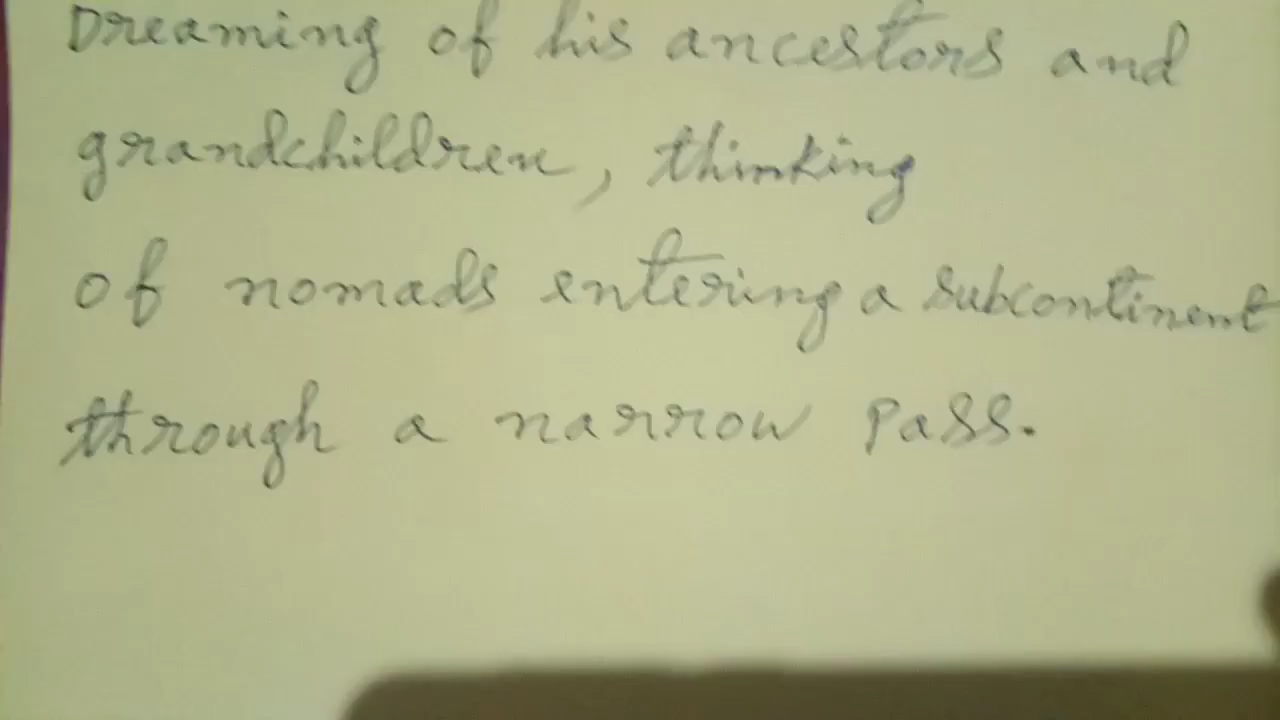 Dreaming of his ancestors and
grandchildren, thinking
of nomads entering a subcontinent
through a narrow pass.